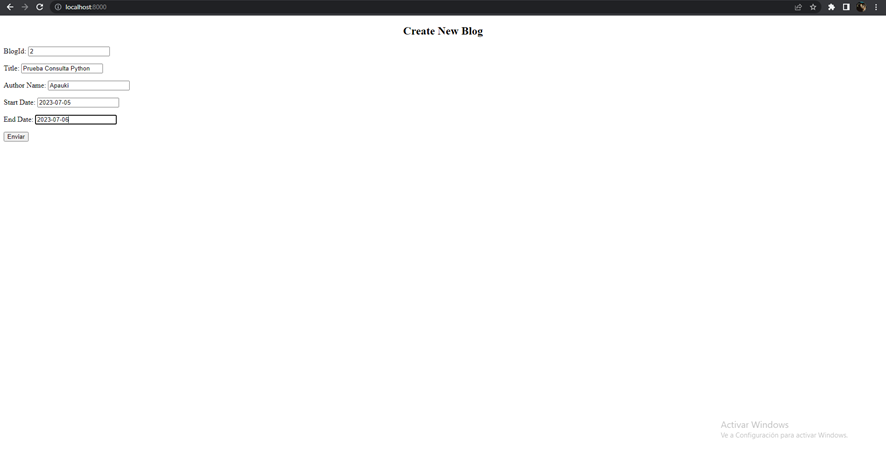 localhost:8000
Create New Blog
BlogId: 2
Title: Prueba Consulta Python
Author Name: Apauki
Start Date: 2023-07-05
End Date: 2023-07-06
Enviar
Activar Windows
Ve a Configuración para activar Windows.